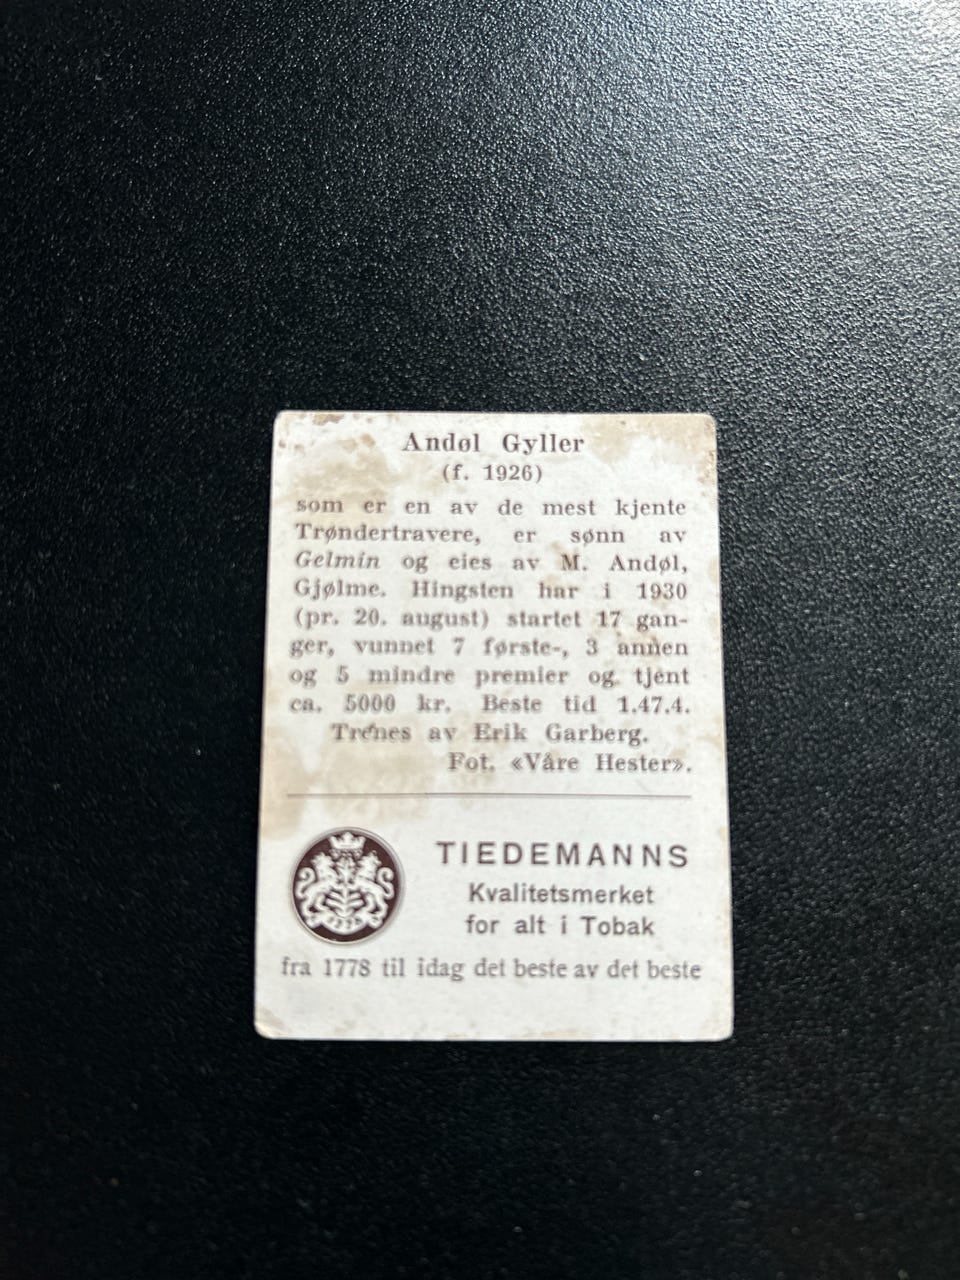 Andøl Gyller
(f. 1926)
som er en av de mest kjente
Trøndertravere, er sønn av
Gelmin og eies av M. Andøl,
Gjølme. Hingsten har i 1930
(pr. 20. august) startet 17 gan-
ger, vunnet 7 første-, 3 annen
og 5 mindre premier og tjent
ca. 5000 kr. Beste tid 1.47.4.
Trenes av Erik Garberg.
Fot. «Våre Hester».
TIEDEMANNS
Kvalitetsmerket
for alt i Tobak
fra 1778 til idag det beste av det beste